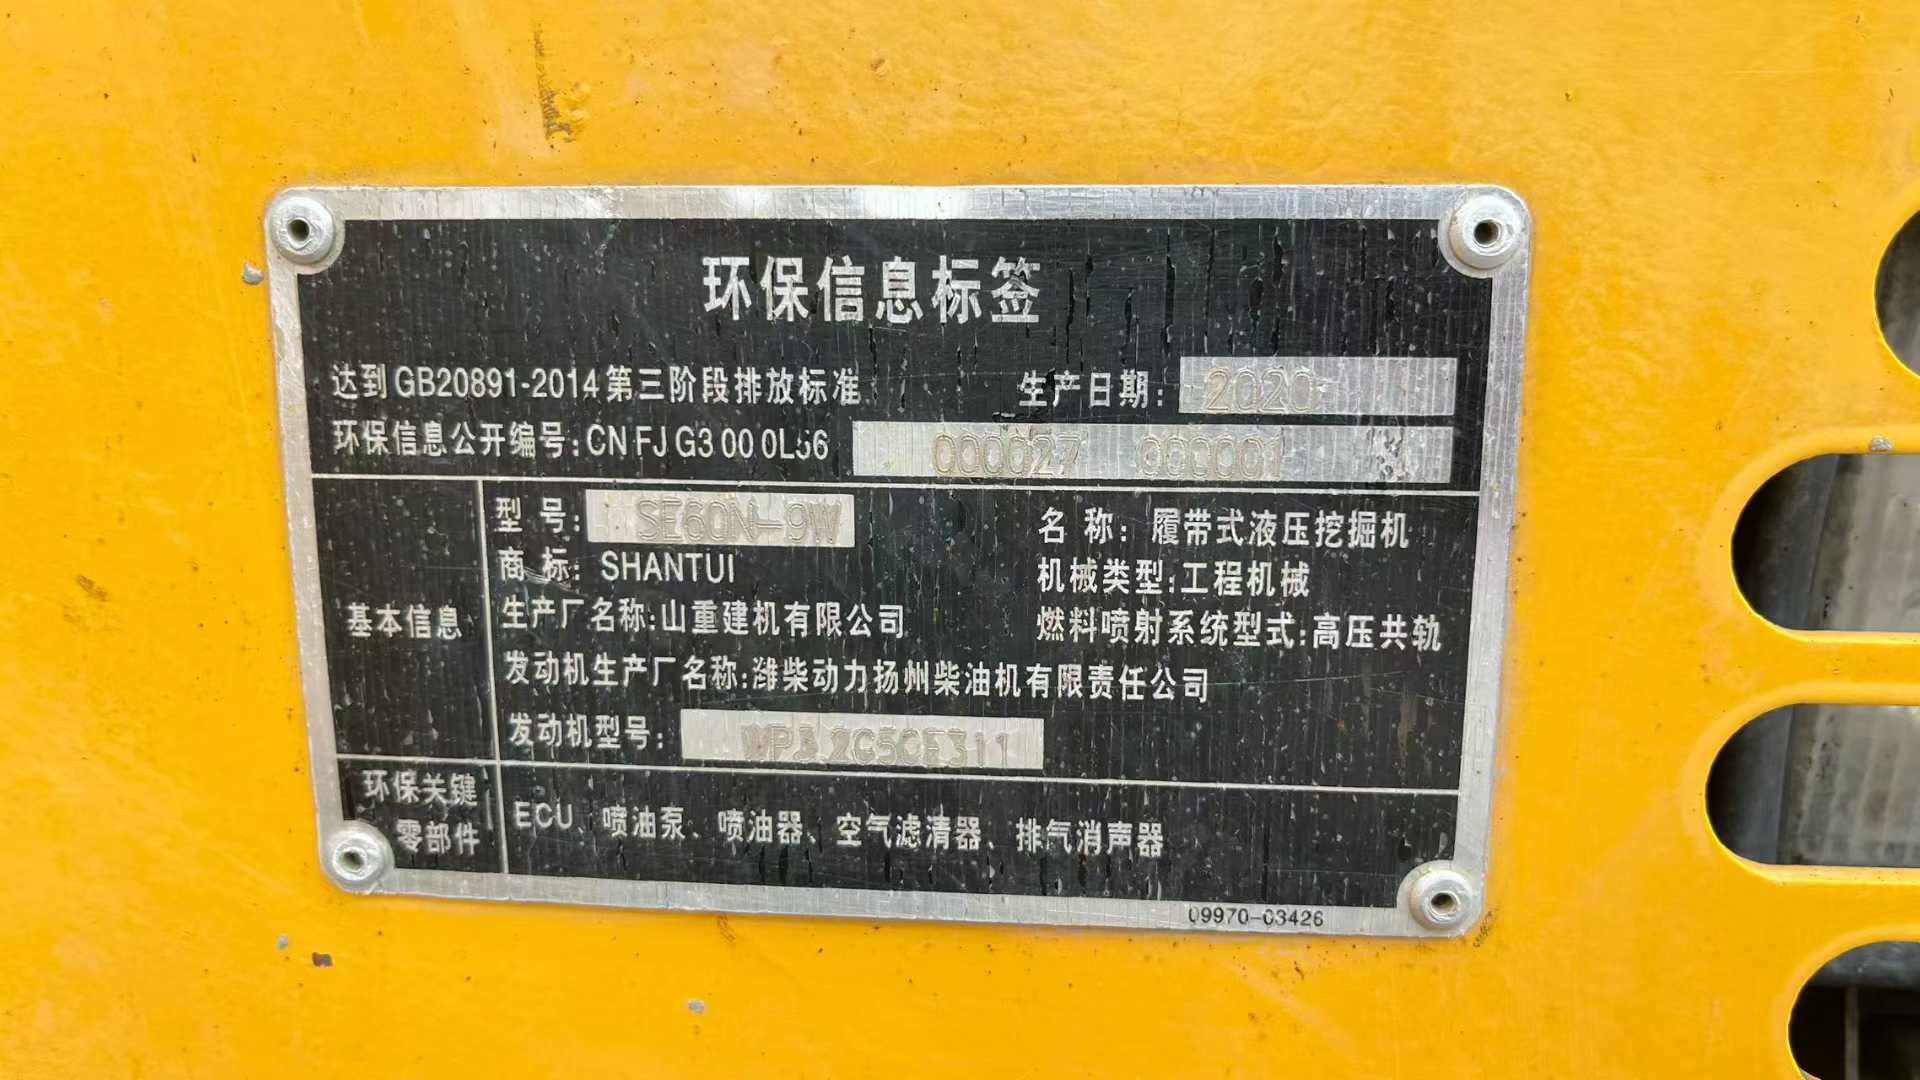 环保信息标签
达到GB20891-2014第三阶段排放标准 生产日期: 2020
环保信息公开编号:CN FJ G3 00 0L56 000027 000001
型 号: SE60N-9W 名 称: 履带式液压挖掘机
商 标: SHANTUI 机械类型:工程机械
基本信息 生产厂名称:山重建机有限公司 燃料喷射系统型式:高压共轨
发动机生产厂名称:潍柴动力扬州柴油机有限责任公司
发动机型号: WP3.2C5CE311
环保关键
零部件 ECU、喷油泵、喷油器、空气滤清器、排气消声器
09970-03426